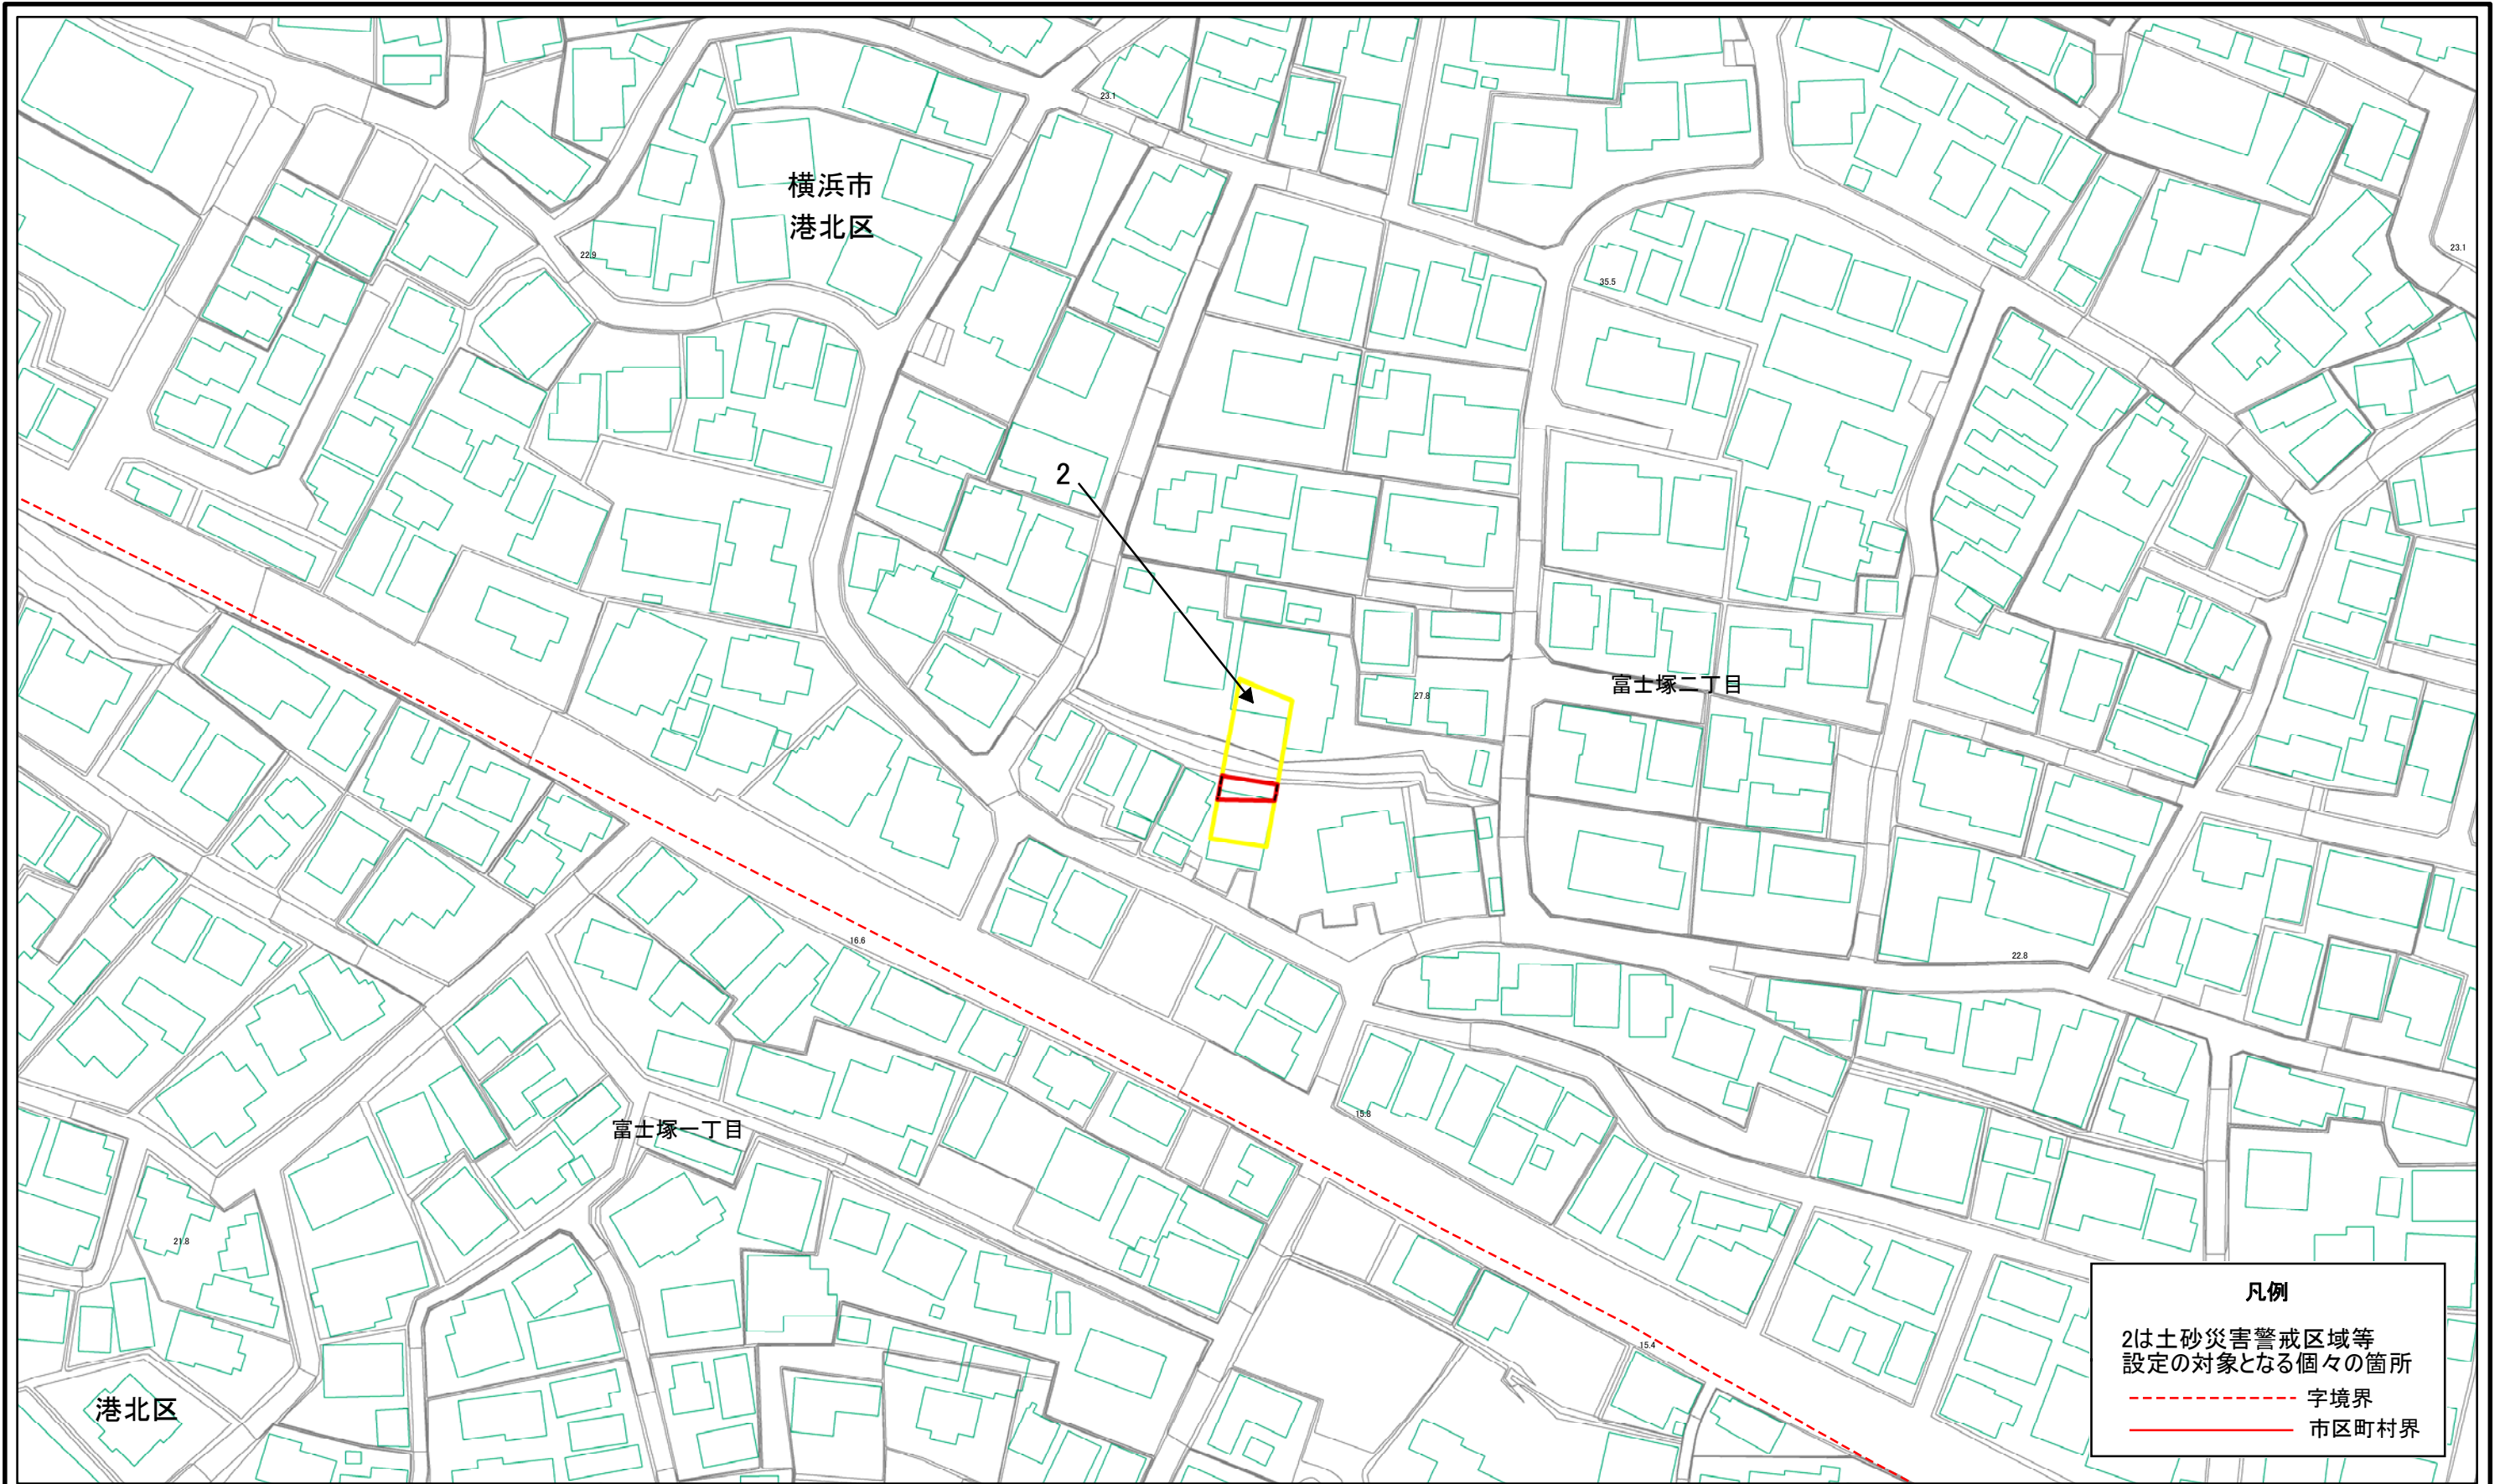 23.1
横浜市
港北区
22.9
23.1
35.5
2
富士塚二丁目
27.8
16.6
22.8
15.8
富士塚一丁目
21.8
15.4
港北区
凡例
2は土砂災害警戒区域等
設定の対象となる個々の箇所
字境界
市区町村界